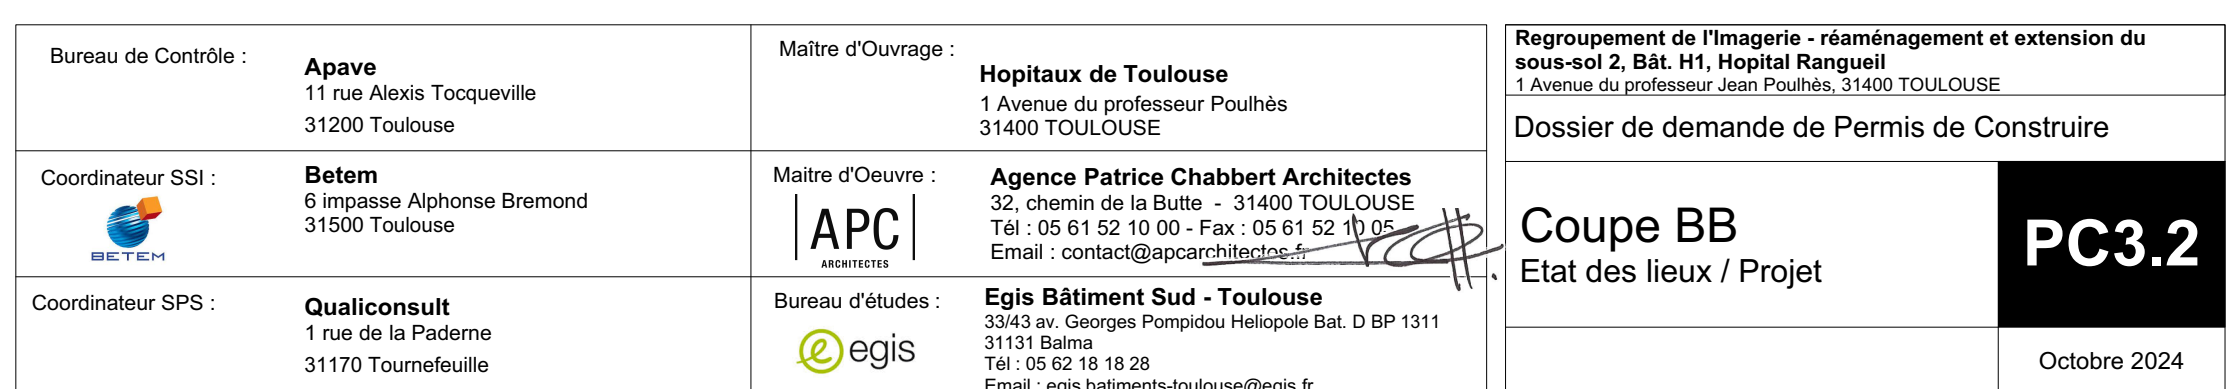 Bureau de Contrôle :
Apave
11 rue Alexis Tocqueville
31200 Toulouse
Maître d'Ouvrage :
Hopitaux de Toulouse
1 Avenue du professeur Poulhès
31400 TOULOUSE
Coordinateur SSI :
BETEM
Betem
6 impasse Alphonse Bremond
31500 Toulouse
Maitre d'Oeuvre :
APC
ARCHITECTES
Agence Patrice Chabbert Architectes
32, chemin de la Butte - 31400 TOULOUSE
Tél : 05 61 52 10 00 - Fax : 05 61 52 10 05
Email : contact@apcarchitectes.fr
Coordinateur SPS :
Qualiconsult
1 rue de la Paderne
31170 Tournefeuille
Bureau d'études :
egis
Egis Bâtiment Sud - Toulouse
33/43 av. Georges Pompidou Heliopole Bat. D BP 1311
31131 Balma
Tél : 05 62 18 18 28
Email : egis.batiments-toulouse@egis.fr
Regroupement de l'Imagerie - réaménagement et extension du
sous-sol 2, Bât. H1, Hopital Rangueil
1 Avenue du professeur Jean Poulhès, 31400 TOULOUSE
Dossier de demande de Permis de Construire
Coupe BB
Etat des lieux / Projet
PC3.2
Octobre 2024